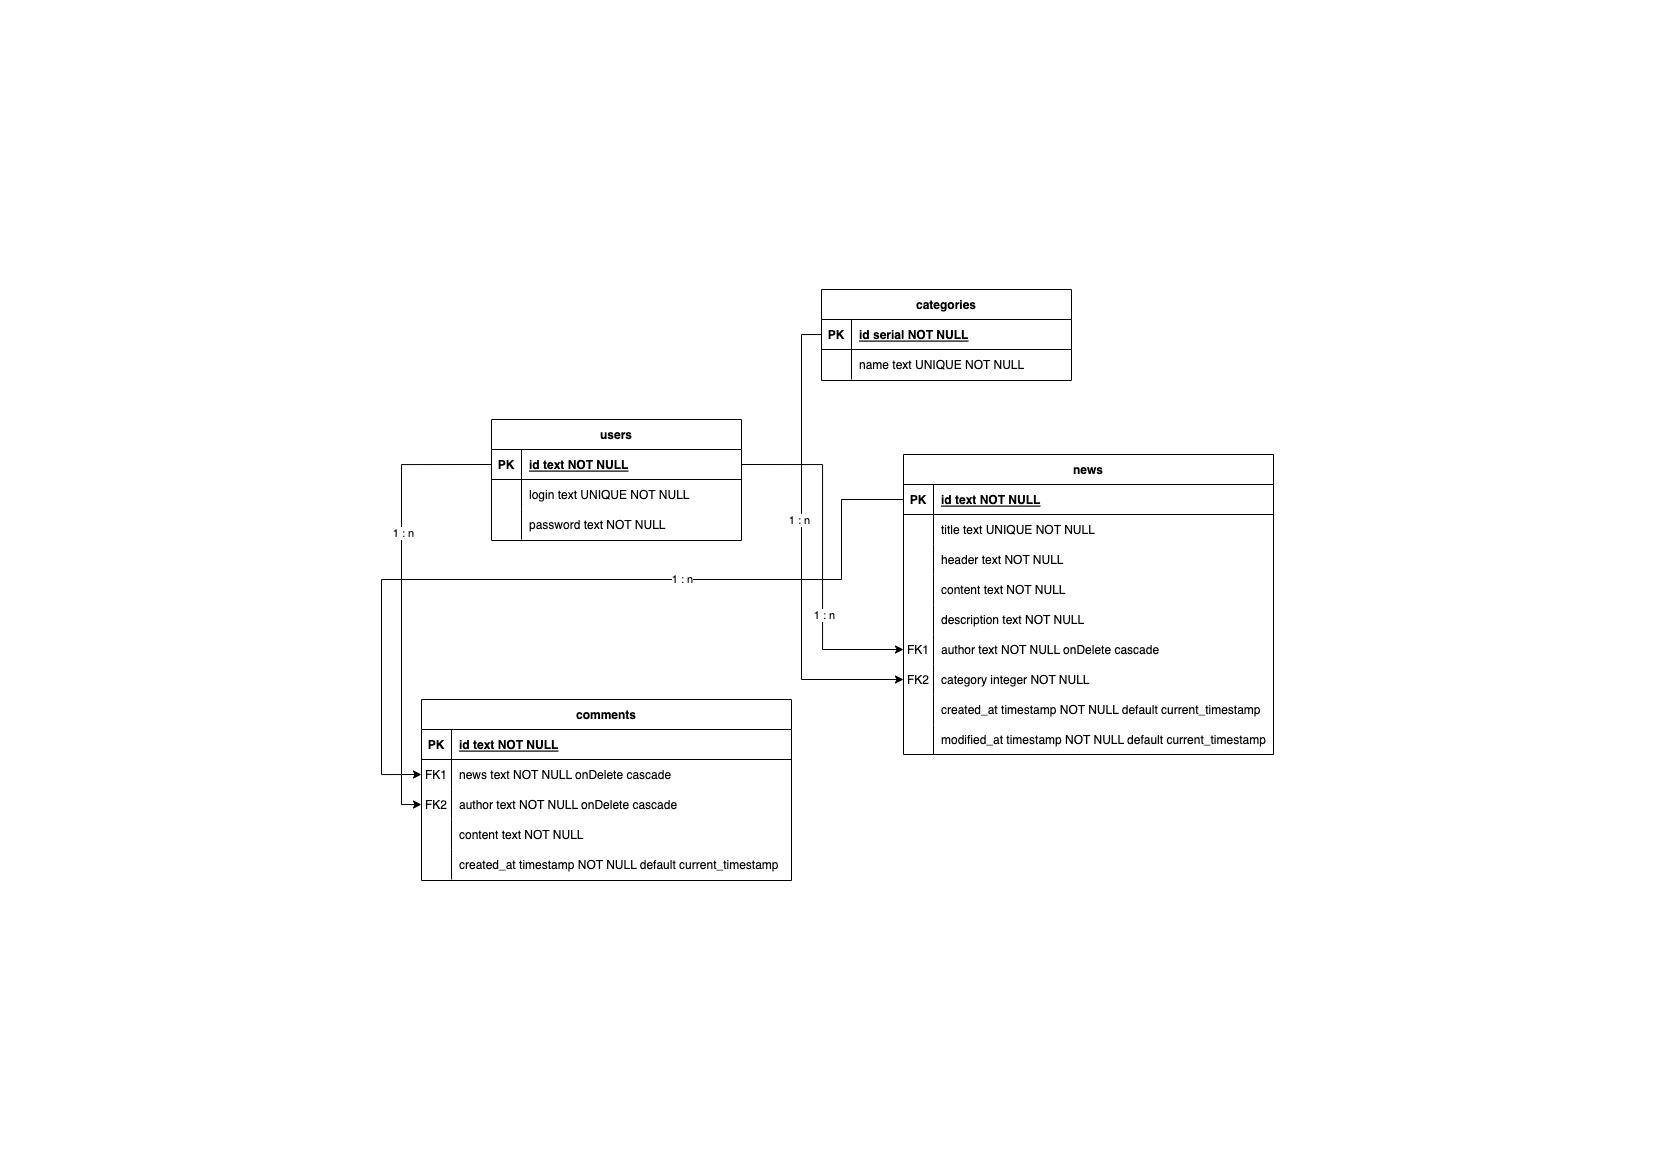 categories
PK id serial NOT NULL
name text UNIQUE NOT NULL
users
PK id text NOT NULL
login text UNIQUE NOT NULL
password text NOT NULL
news
PK id text NOT NULL
title text UNIQUE NOT NULL
header text NOT NULL
content text NOT NULL
description text NOT NULL
FK1 author text NOT NULL onDelete cascade
FK2 category integer NOT NULL
created_at timestamp NOT NULL default current_timestamp
modified_at timestamp NOT NULL default current_timestamp
1 : n
1 : n
1 : n
1 : n
comments
PK id text NOT NULL
FK1 news text NOT NULL onDelete cascade
FK2 author text NOT NULL onDelete cascade
content text NOT NULL
created_at timestamp NOT NULL default current_timestamp